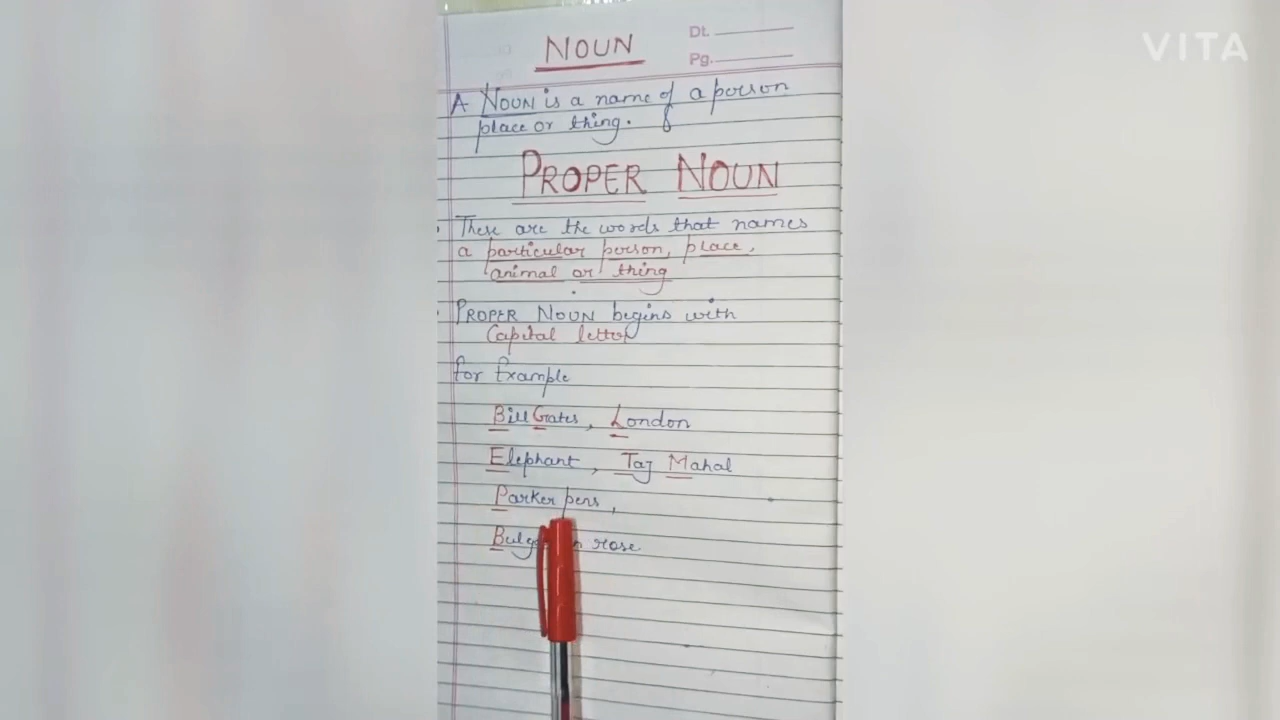 NOUN
Dt.
Pg.
VITA
A NOUN is a name of a person
place or thing.
PROPER NOUN
These are the words that names
a particular person, place,
animal or thing
PROPER NOUN begins with
Capital letter
for Example
Bill Gates, London
Elephant, Taj Mahal
Parker pens,
rose